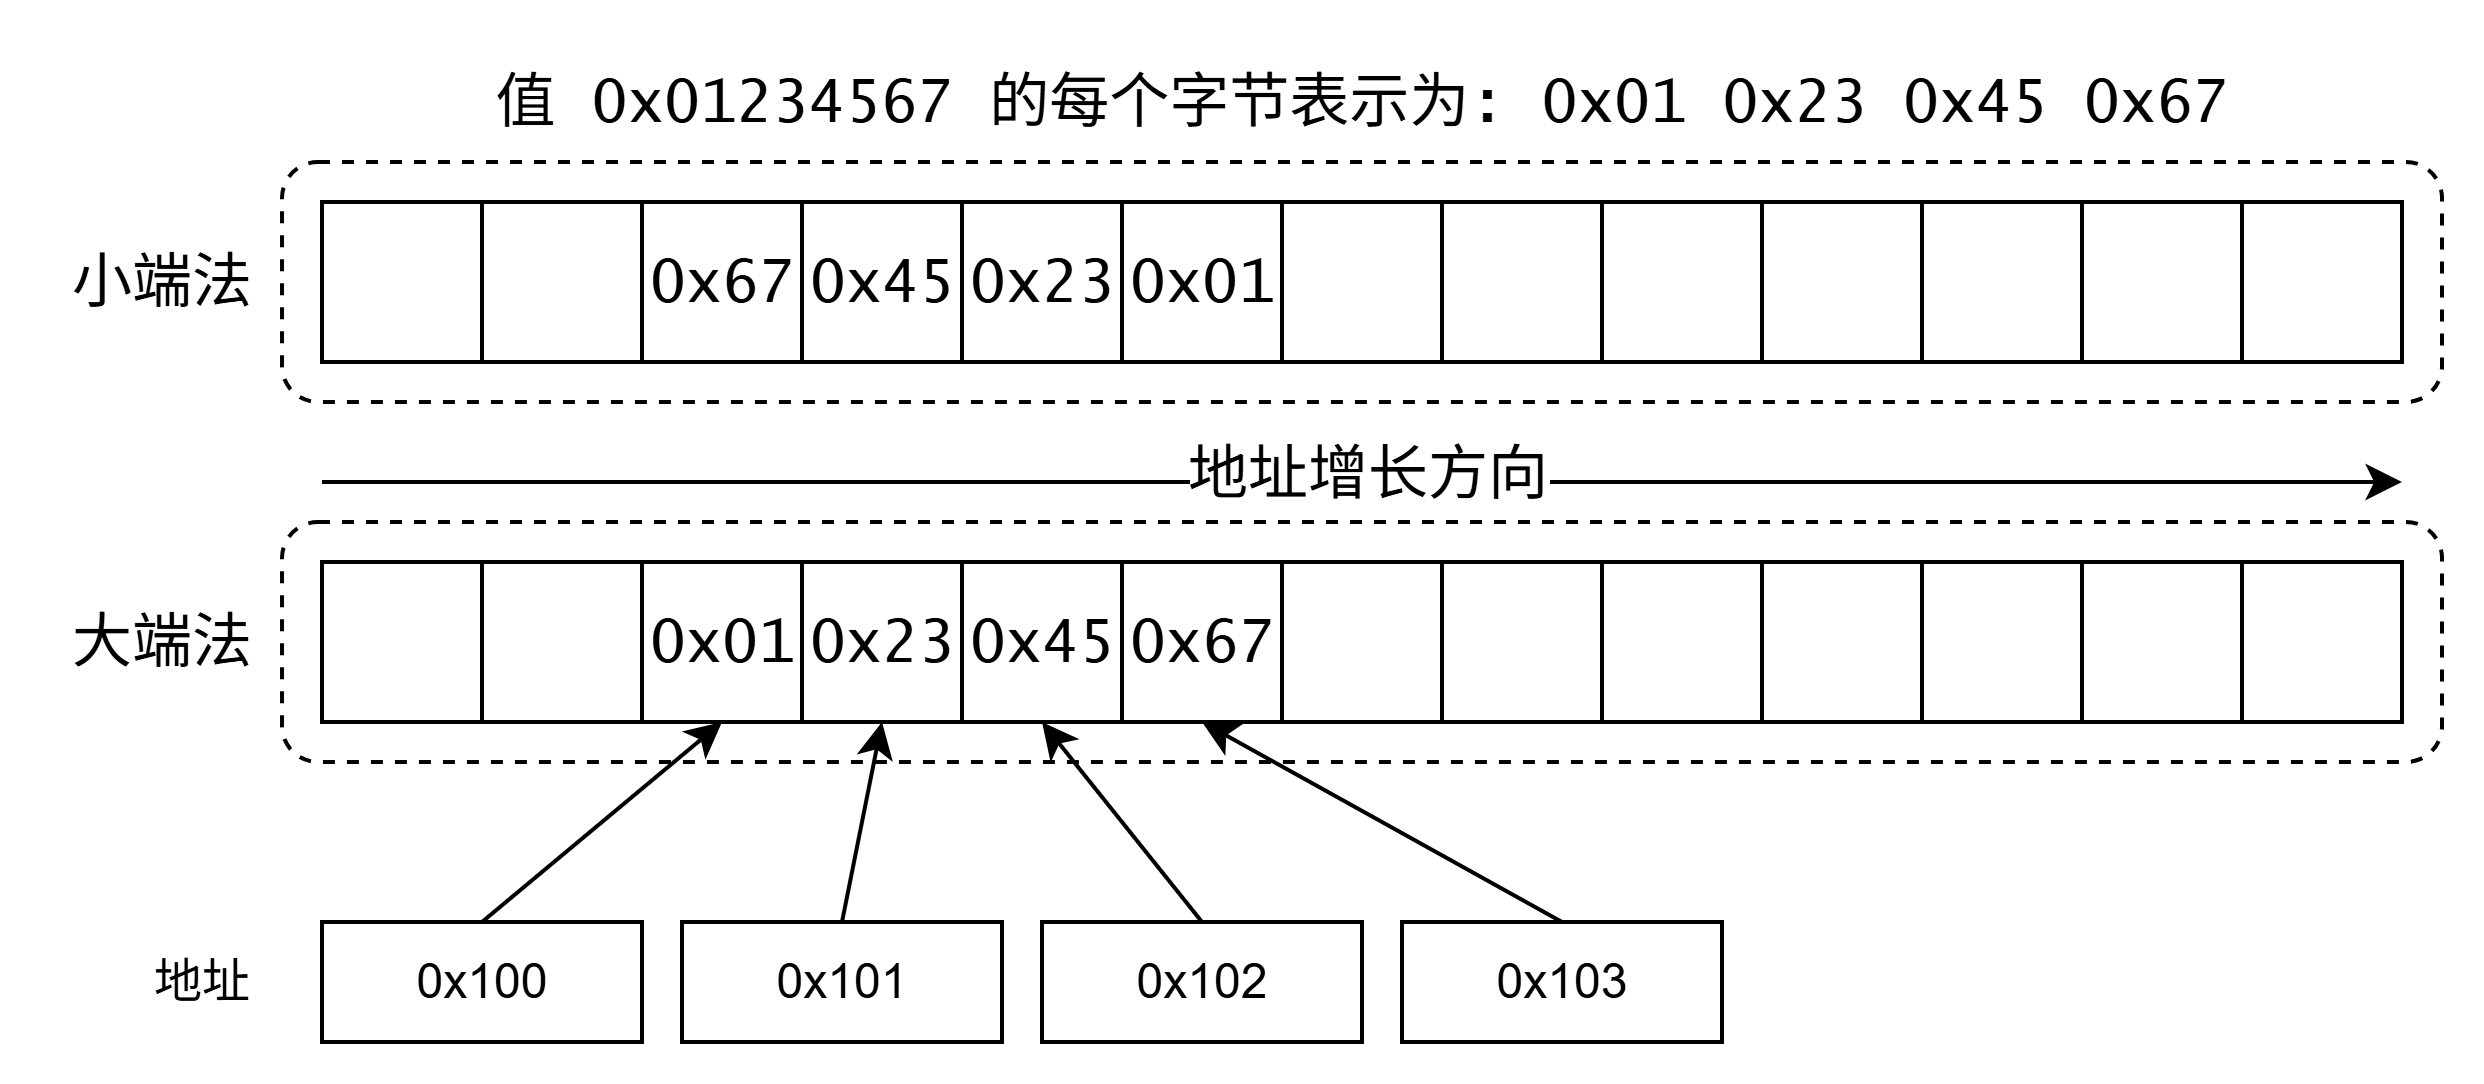 值 0x01234567 的每个字节表示为: 0x01 0x23 0x45 0x67
小端法 0x67 0x45 0x23 0x01
地址增长方向
大端法 0x01 0x23 0x45 0x67
地址 0x100 0x101 0x102 0x103